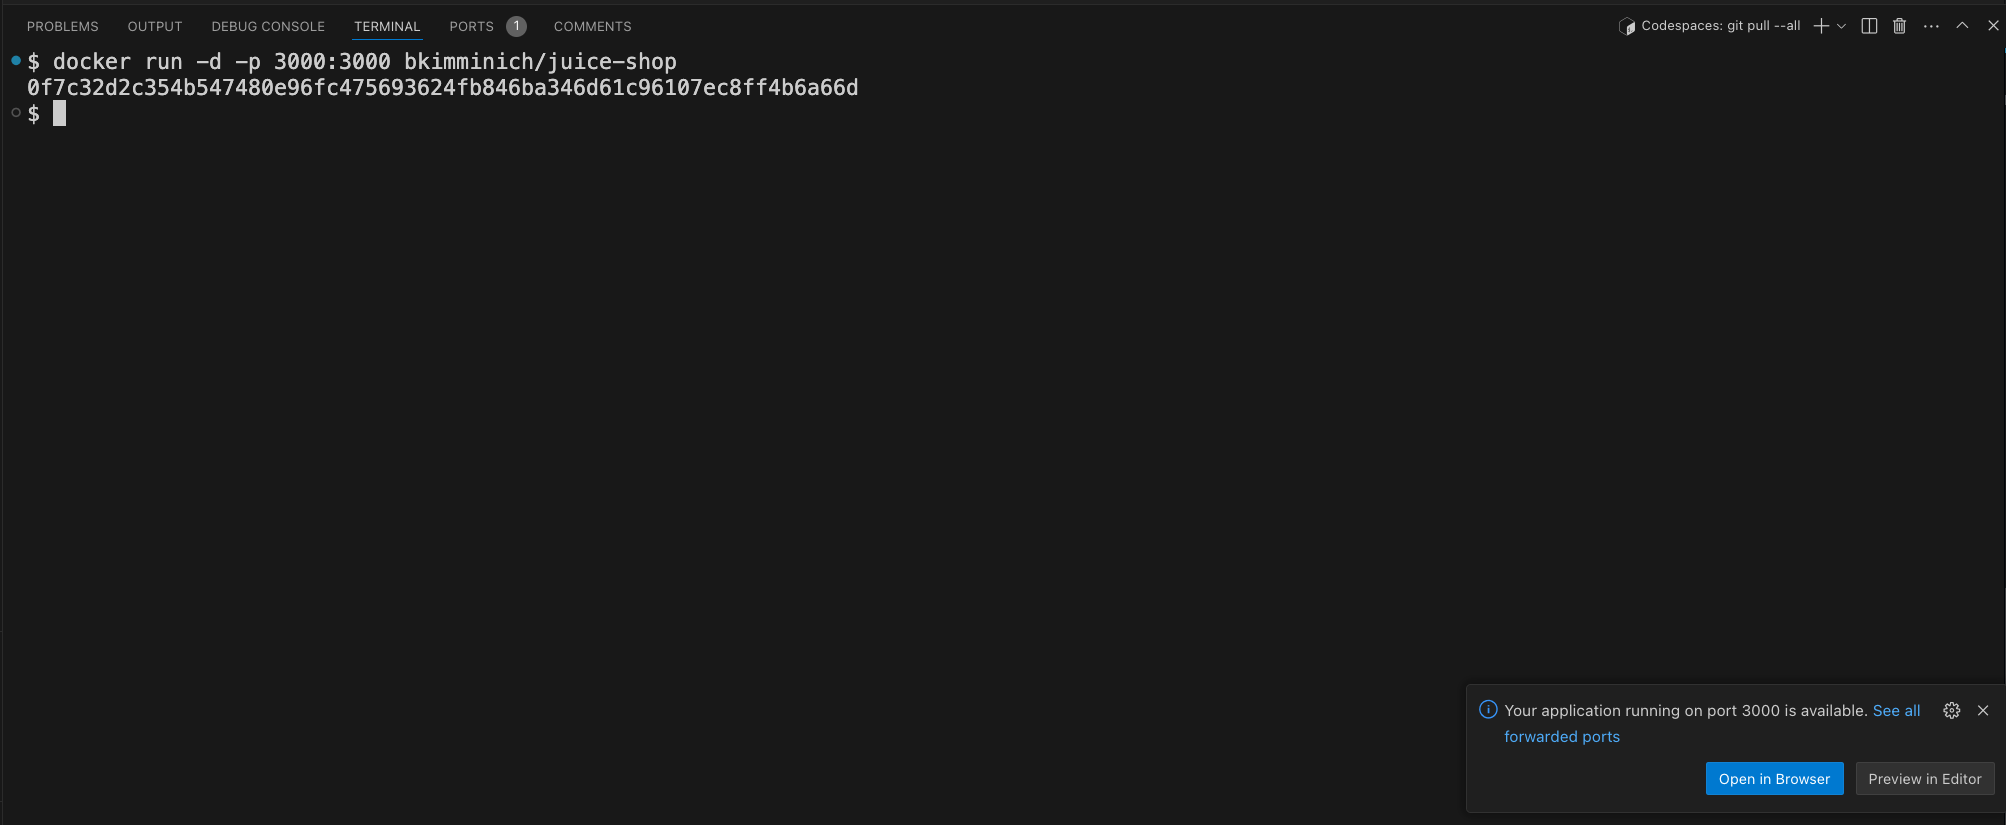 PROBLEMS OUTPUT DEBUG CONSOLE TERMINAL PORTS 1 COMMENTS Codespaces: git pull --all
$ docker run -d -p 3000:3000 bkimminich/juice-shop
0f7c32d2c354b547480e96fc475693624fb846ba346d61c96107ec8ff4b6a66d
$
Your application running on port 3000 is available. See all
forwarded ports
Open in Browser Preview in Editor